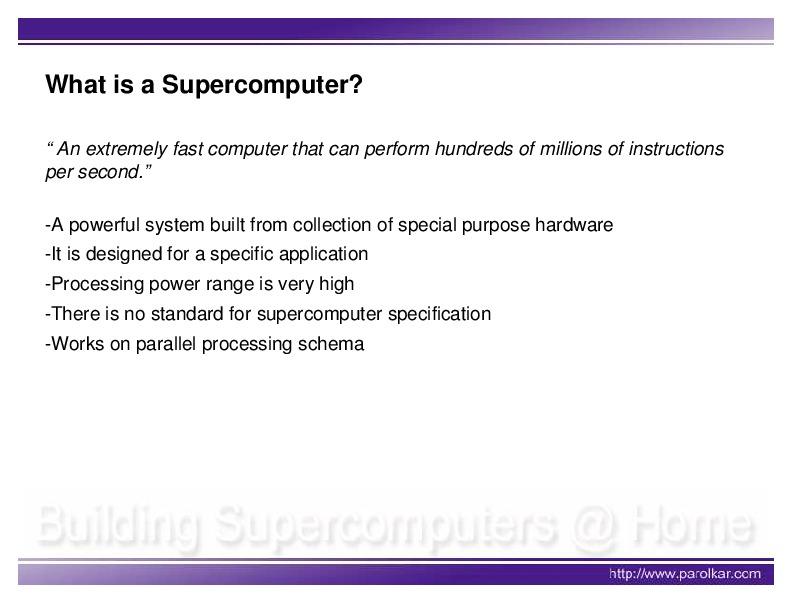 What is a Supercomputer?
“ An extremely fast computer that can perform hundreds of millions of instructions
per second.”
-A powerful system built from collection of special purpose hardware
-It is designed for a specific application
-Processing power range is very high
-There is no standard for supercomputer specification
-Works on parallel processing schema
Building Supercomputers @ Home
http://www.parolkar.com